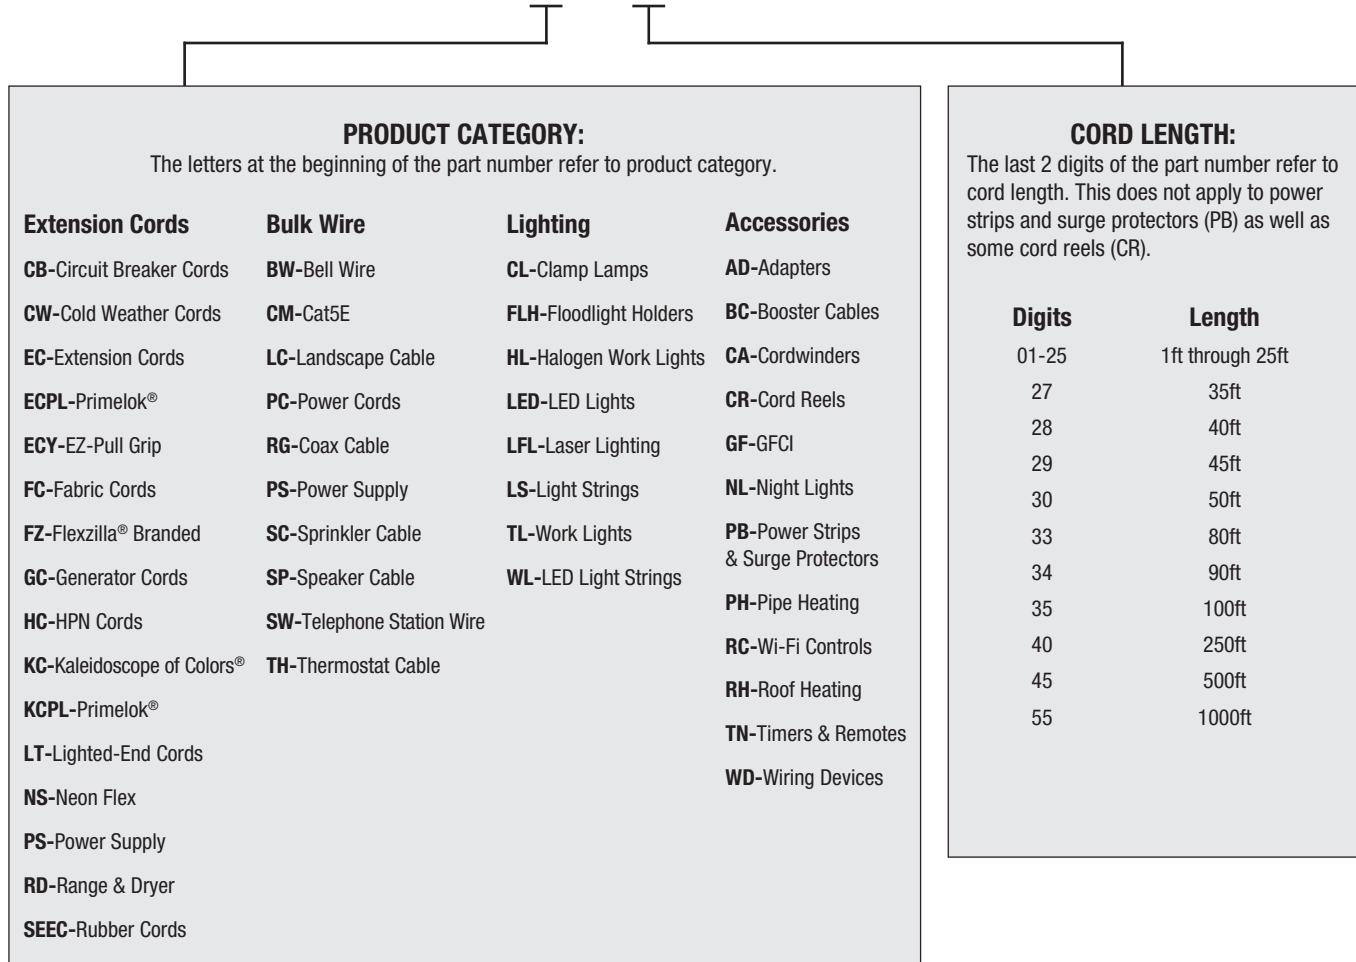 PRODUCT CATEGORY:
The letters at the beginning of the part number refer to product category.
Extension Cords
CB-Circuit Breaker Cords
CW-Cold Weather Cords
EC-Extension Cords
ECPL-Primelok®
ECY-EZ-Pull Grip
FC-Fabric Cords
FZ-Flexzilla® Branded
GC-Generator Cords
HC-HPN Cords
KC-Kaleidoscope of Colors®
KCPL-Primelok®
LT-Lighted-End Cords
NS-Neon Flex
PS-Power Supply
RD-Range & Dryer
SEEC-Rubber Cords
Bulk Wire
BW-Bell Wire
CM-Cat5E
LC-Landscape Cable
PC-Power Cords
RG-Coax Cable
PS-Power Supply
SC-Sprinkler Cable
SP-Speaker Cable
SW-Telephone Station Wire
TH-Thermostat Cable
Lighting
CL-Clamp Lamps
FLH-Floodlight Holders
HL-Halogen Work Lights
LED-LED Lights
LFL-Laser Lighting
LS-Light Strings
TL-Work Lights
WL-LED Light Strings
Accessories
AD-Adapters
BC-Booster Cables
CA-Cordwinders
CR-Cord Reels
GF-GFCI
NL-Night Lights
PB-Power Strips
& Surge Protectors
PH-Pipe Heating
RC-Wi-Fi Controls
RH-Roof Heating
TN-Timers & Remotes
WD-Wiring Devices
CORD LENGTH:
The last 2 digits of the part number refer to
cord length. This does not apply to power
strips and surge protectors (PB) as well as
some cord reels (CR).
Digits Length
01-25 1ft through 25ft
27 35ft
28 40ft
29 45ft
30 50ft
33 80ft
34 90ft
35 100ft
40 250ft
45 500ft
55 1000ft